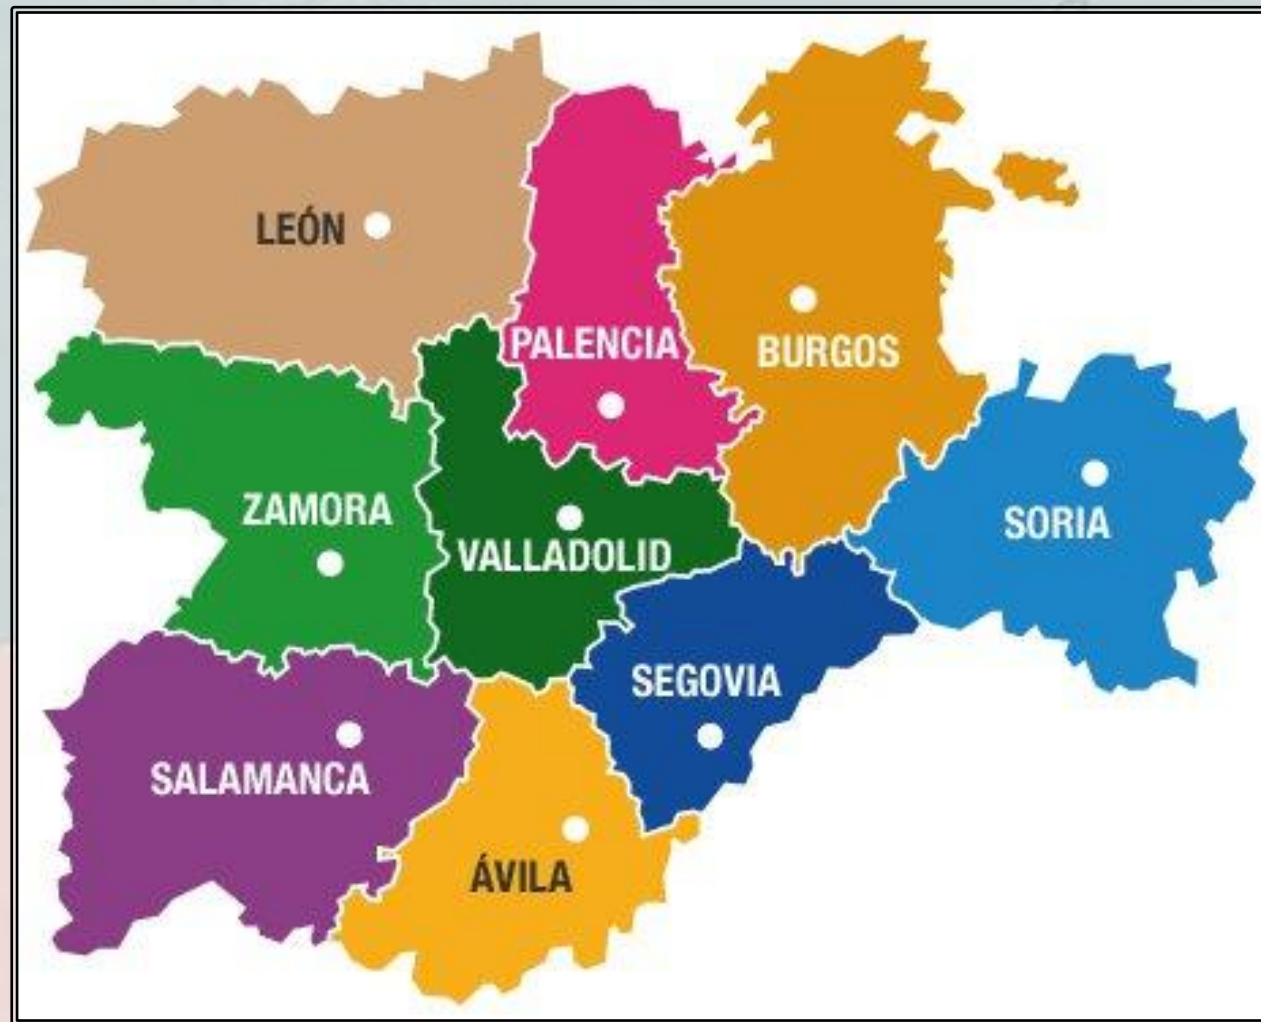 LEÓN
PALENCIA
BURGOS
ZAMORA
VALLADOLID
SORIA
SEGOVIA
SALAMANCA
ÁVILA